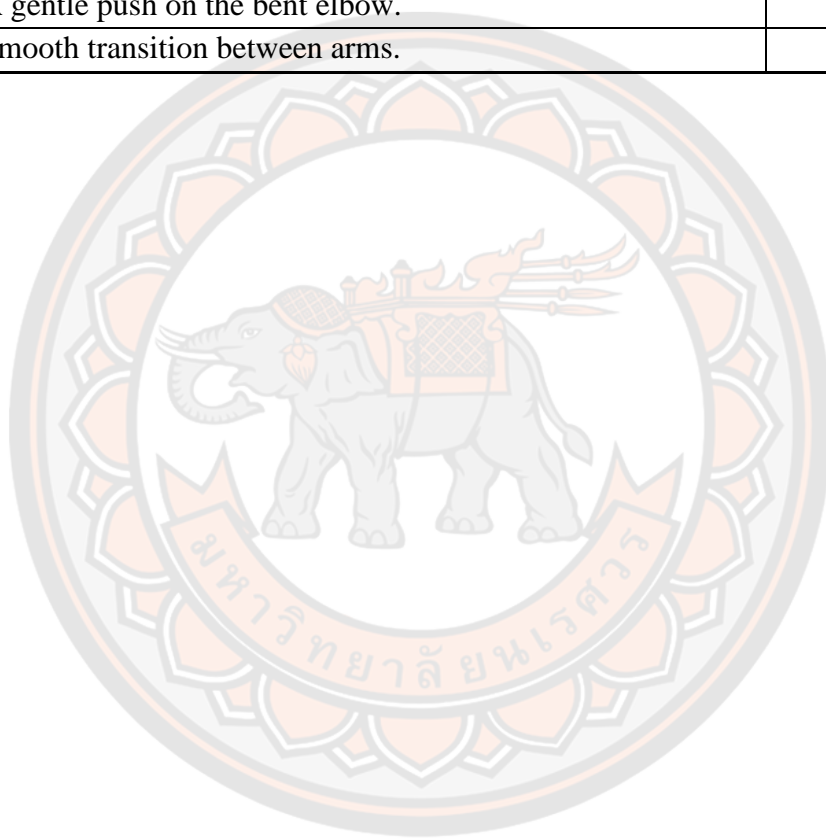 gentle push on the bent elbow.
mooth transition between arms.
มหาวิทยาลัยนเรศวร